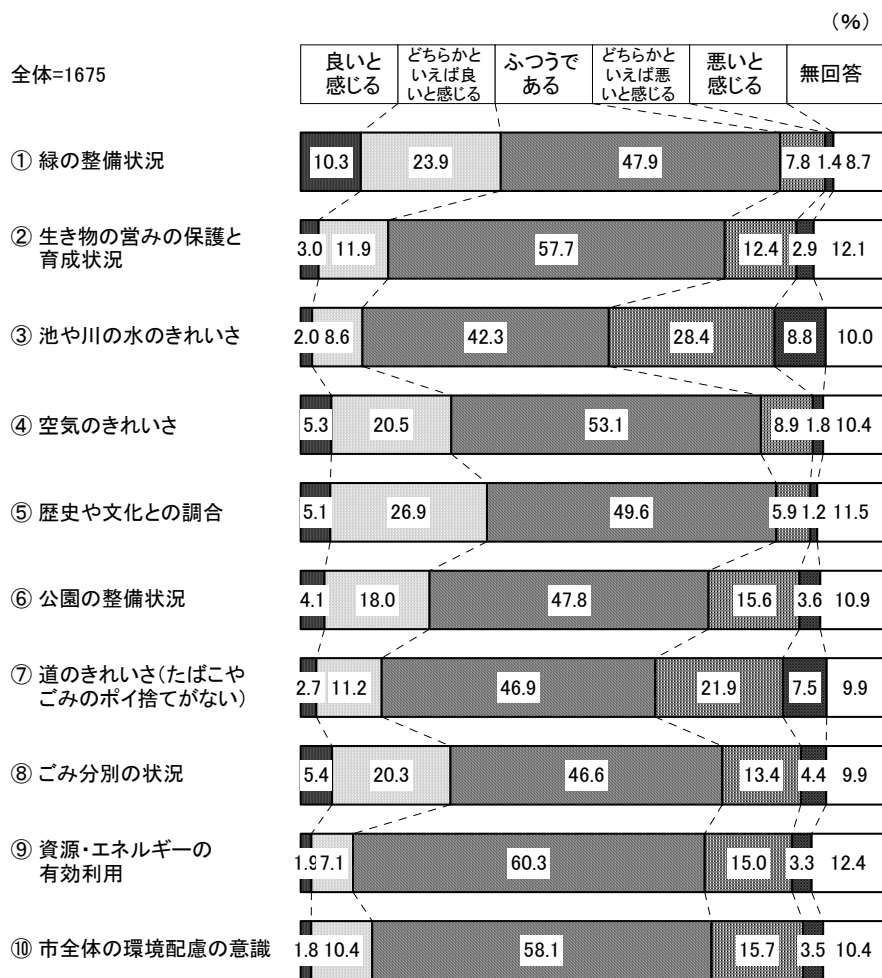 (%)
全体=1675
良いと感じる
どちらかといえば良いと感じる
ふつうである
どちらかといえば悪いと感じる
悪いと感じる
無回答
① 緑の整備状況
10.3 23.9 47.9 7.8 1.4 8.7
② 生き物の営みの保護と
育成状況
3.0 11.9 57.7 12.4 2.9 12.1
③ 池や川の水のきれいさ
2.0 8.6 42.3 28.4 8.8 10.0
④ 空気のきれいさ
5.3 20.5 53.1 8.9 1.8 10.4
⑤ 歴史や文化との調合
5.1 26.9 49.6 5.9 1.2 11.5
⑥ 公園の整備状況
4.1 18.0 47.8 15.6 3.6 10.9
⑦ 道のきれいさ(たばこや
ごみのポイ捨てがない)
2.7 11.2 46.9 21.9 7.5 9.9
⑧ ごみ分別の状況
5.4 20.3 46.6 13.4 4.4 9.9
⑨ 資源・エネルギーの
有効利用
1.9 7.1 60.3 15.0 3.3 12.4
⑩ 市全体の環境配慮の意識
1.8 10.4 58.1 15.7 3.5 10.4